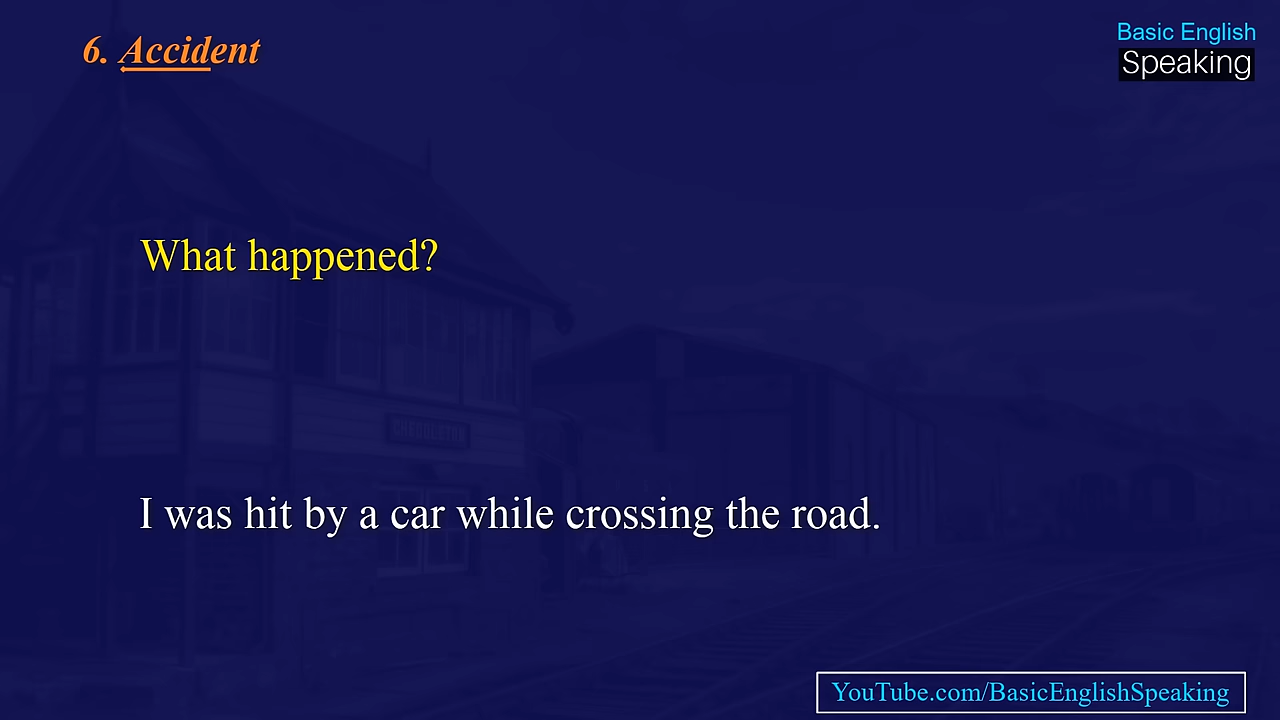 6. Accident
Basic English
Speaking
What happened?
I was hit by a car while crossing the road.
YouTube.com/BasicEnglishSpeaking